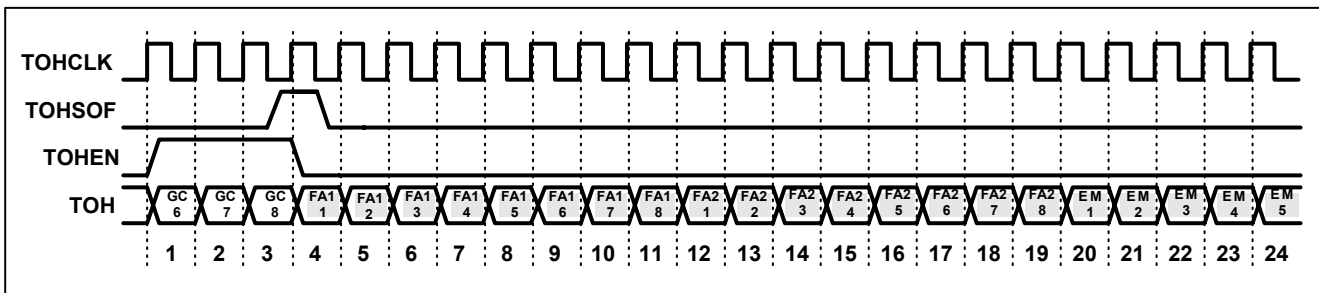 TOHCLK
TOHSOF
TOHEN
TOH
GC GC GC FA1 FA1 FA1 FA1 FA1 FA1 FA1 FA1 FA2 FA2 FA2 FA2 FA2 FA2 FA2 FA2 EM EM EM EM EM
6 7 8 1 2 3 4 5 6 7 8 1 2 3 4 5 6 7 8 1 2 3 4 5
1 2 3 4 5 6 7 8 9 10 11 12 13 14 15 16 17 18 19 20 21 22 23 24